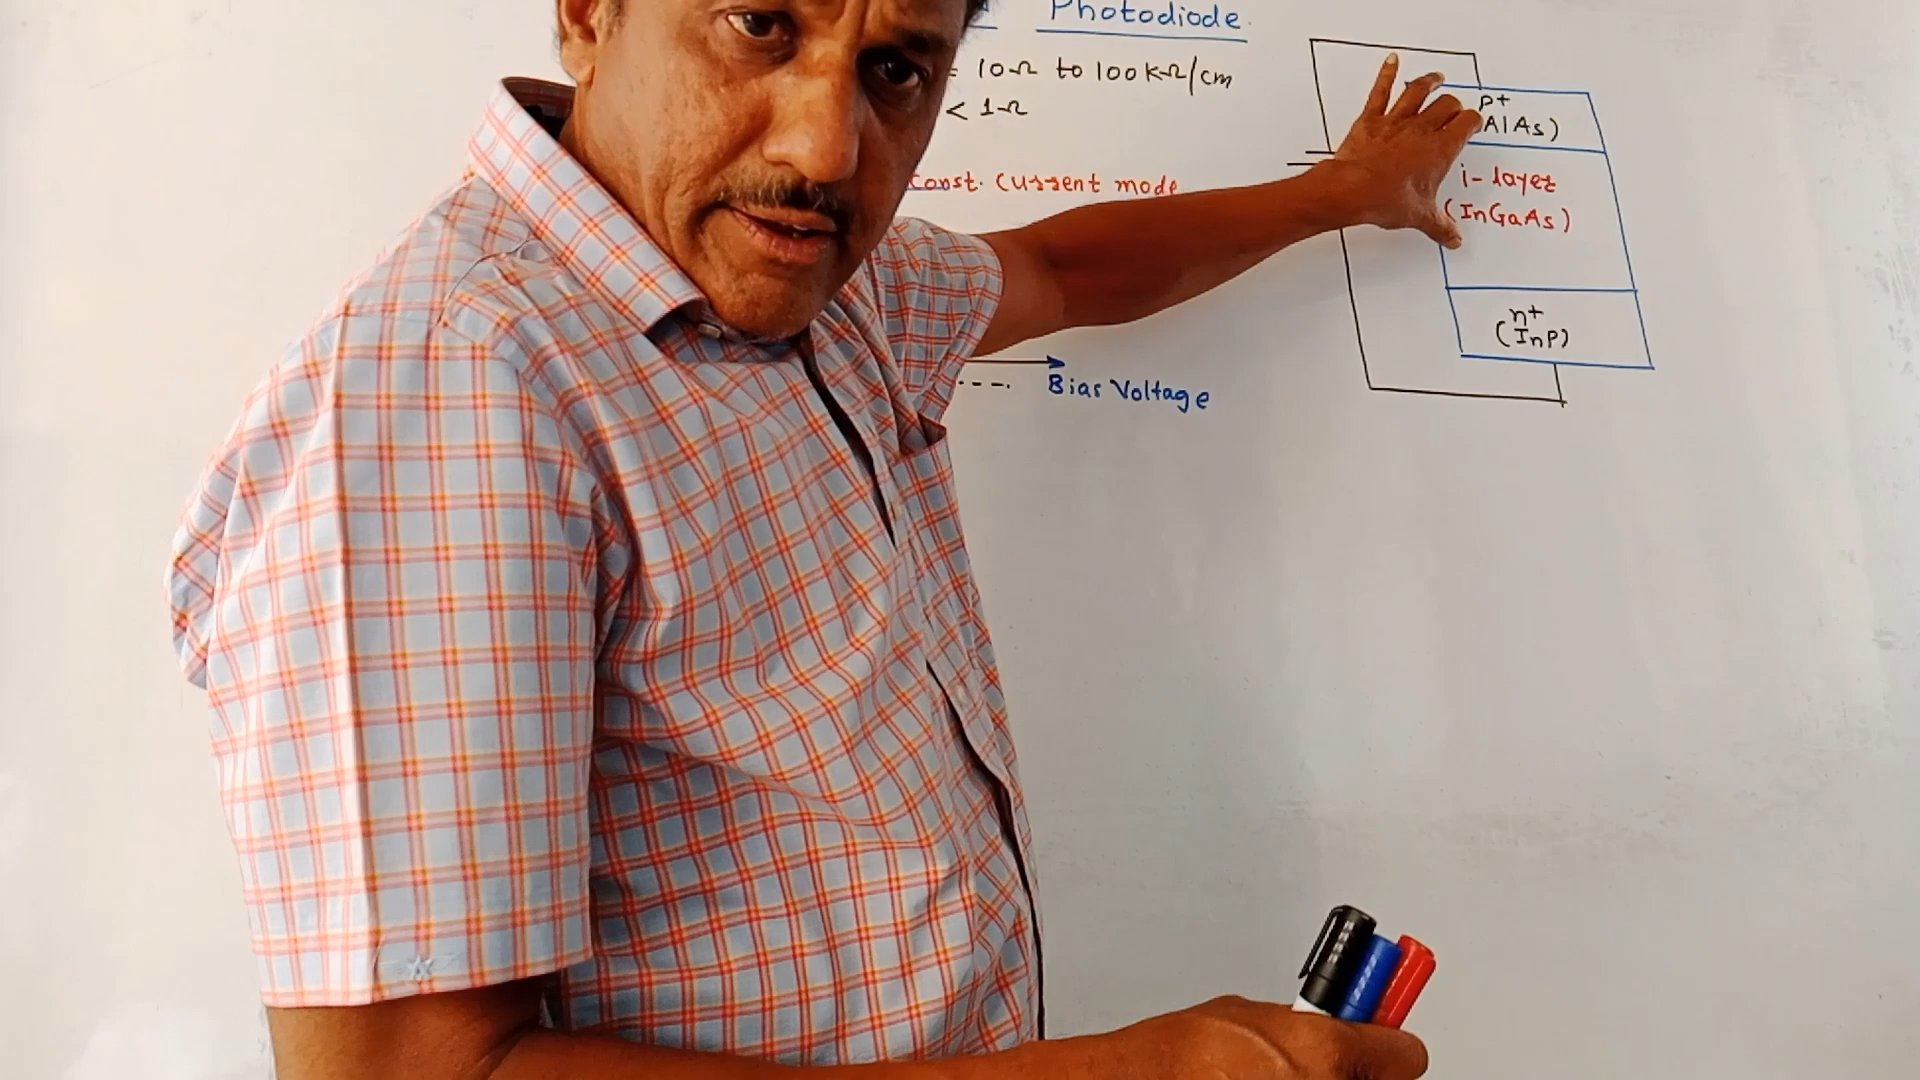 Photodiode.
= 10Ω to 100KΩ/cm
< 1Ω
Const. Current mode
Bias Voltage
p+
AlAs)
i-layer
(InGaAs)
n+
(InP)